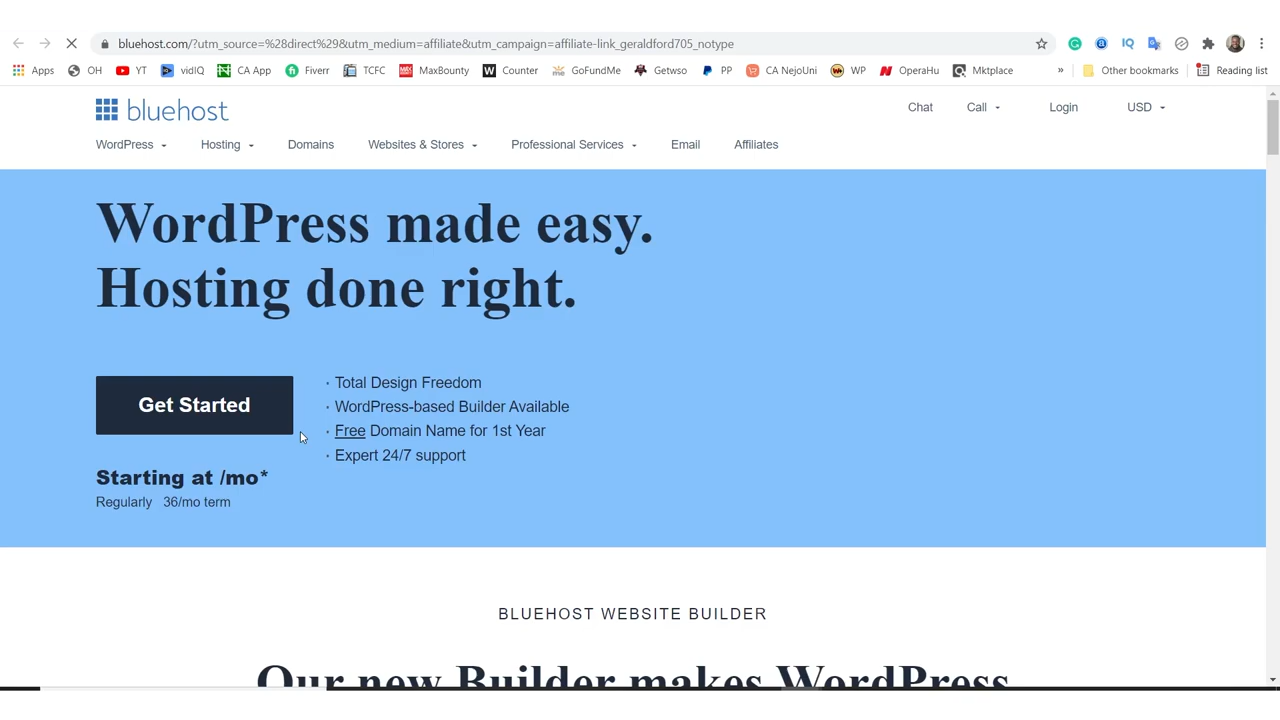 bluehost.com/?utm_source=%28direct%29&utm_medium=affiliate&utm_campaign=affiliate-link_geraldford705_notype
Apps OH YT vidIQ CA App Fiverr TCFC MaxBounty Counter GoFundMe Getwso PP CA NejoUni WP OperaHu Mktplace » Other bookmarks Reading list
bluehost Chat Call Login USD
WordPress Hosting Domains Websites & Stores Professional Services Email Affiliates
WordPress made easy.
Hosting done right.
Get Started
· Total Design Freedom
· WordPress-based Builder Available
· Free Domain Name for 1st Year
· Expert 24/7 support
Starting at /mo*
Regularly 36/mo term
BLUEHOST WEBSITE BUILDER
Our new Builder makes WordPress